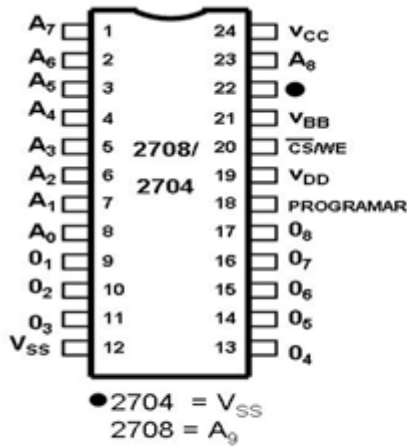 A7 1 24 VCC
A6 2 23 A8
A5 3 22 ●
A4 4 21 VBB
A3 5 2708/ 20 C̅S̅/WE
A2 6 2704 19 VDD
A1 7 18 PROGRAMAR
A0 8 17 O8
O1 9 16 O7
O2 10 15 O6
O3 11 14 O5
VSS 12 13 O4
●2704 = VSS
2708 = A9